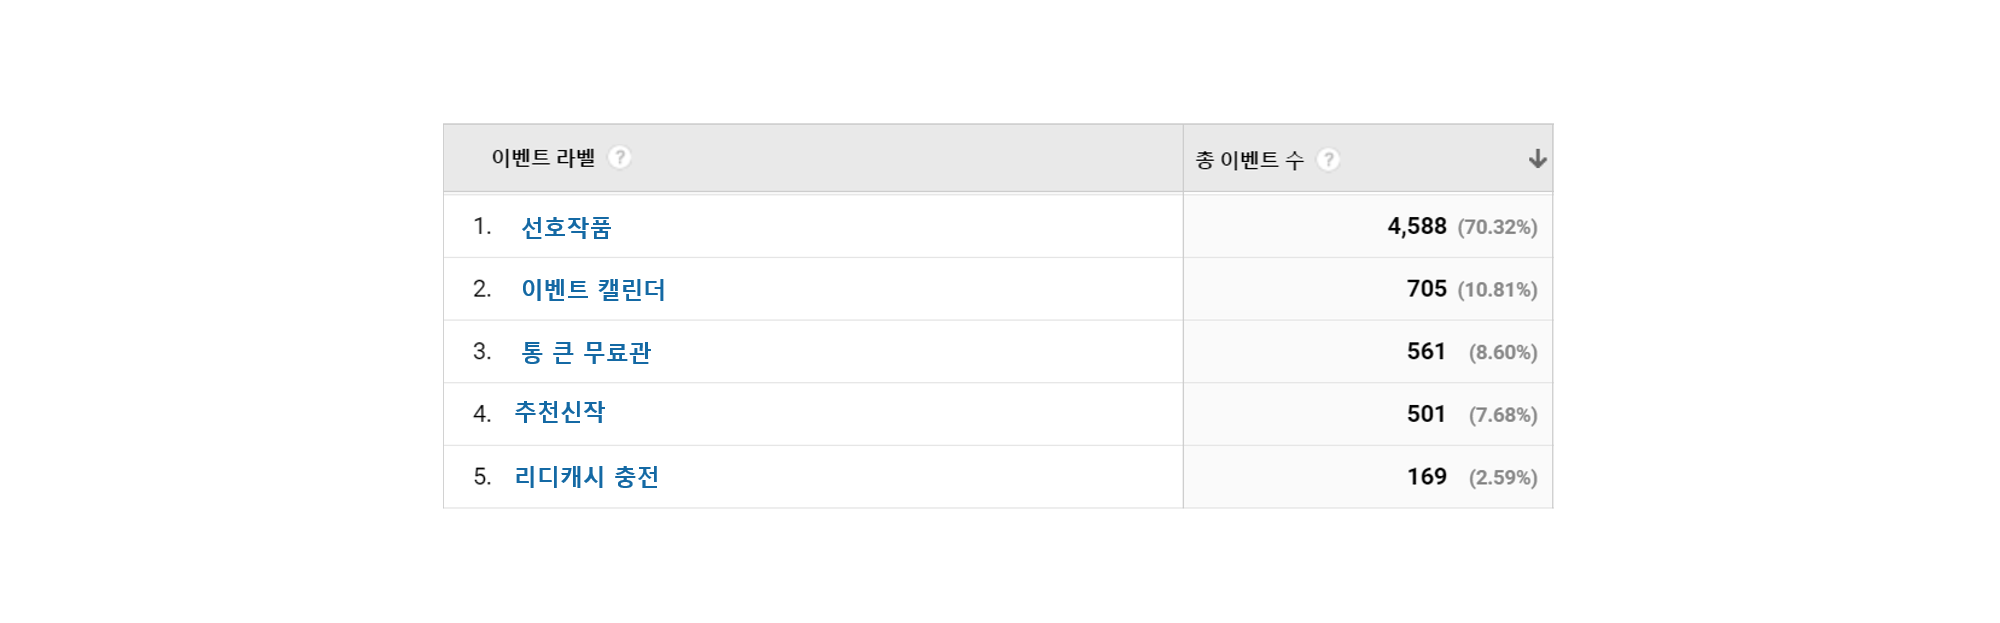 이벤트 라벨 ? 총 이벤트 수 ?
1. 선호작품 4,588 (70.32%)
2. 이벤트 캘린더 705 (10.81%)
3. 통 큰 무료관 561 (8.60%)
4. 추천신작 501 (7.68%)
5. 리디캐시 충전 169 (2.59%)